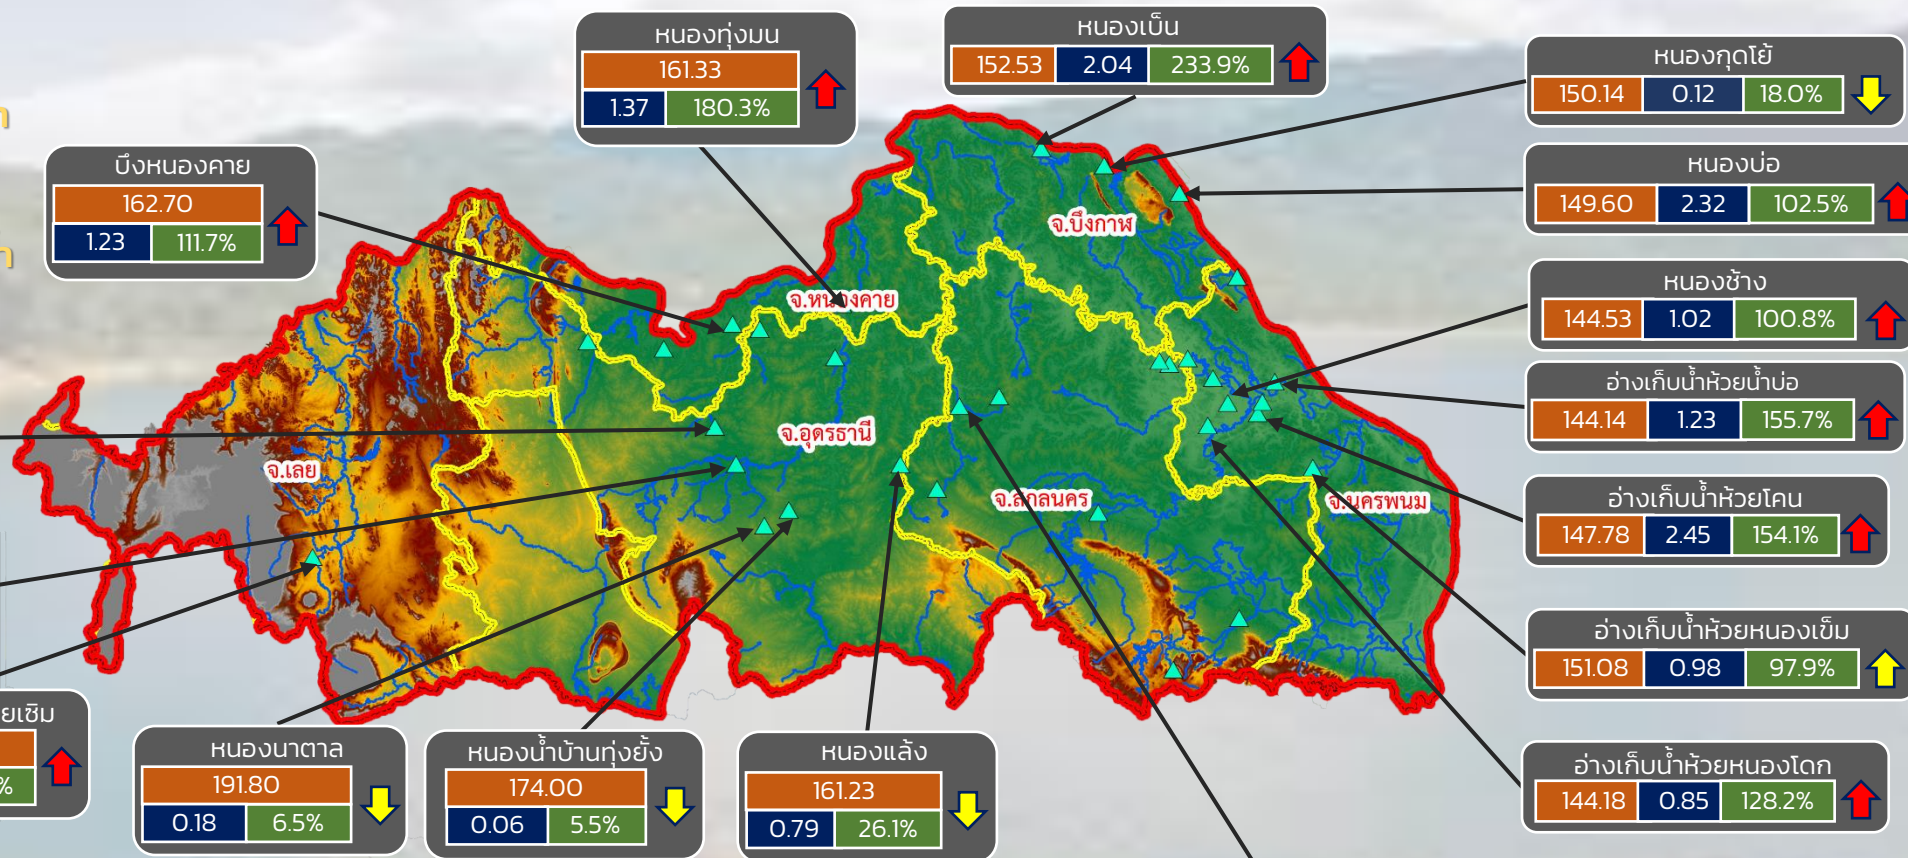 หนองทุ่งมน
161.33
1.37 180.3%
หนองเบ็น
152.53 2.04 233.9%
หนองกุดโย้
150.14 0.12 18.0%
บึงหนองคาย
162.70
1.23 111.7%
หนองบ่อ
149.60 2.32 102.5%
หนองช้าง
144.53 1.02 100.8%
อ่างเก็บน้ำห้วยน้ำบ่อ
144.14 1.23 155.7%
อ่างเก็บน้ำห้วยโคน
147.78 2.45 154.1%
อ่างเก็บน้ำห้วยหนองเข็ม
151.08 0.98 97.9%
อ่างเก็บน้ำห้วยหนองโดก
144.18 0.85 128.2%
จ.บึงกาฬ
จ.หนองคาย
จ.อุดรธานี
จ.เลย
จ.สกลนคร
จ.นครพนม
ยเซิม
%
หนองนาตาล
191.80
0.18 6.5%
หนองน้ำบ้านทุ่งยั้ง
174.00
0.06 5.5%
หนองแล้ง
161.23
0.79 26.1%